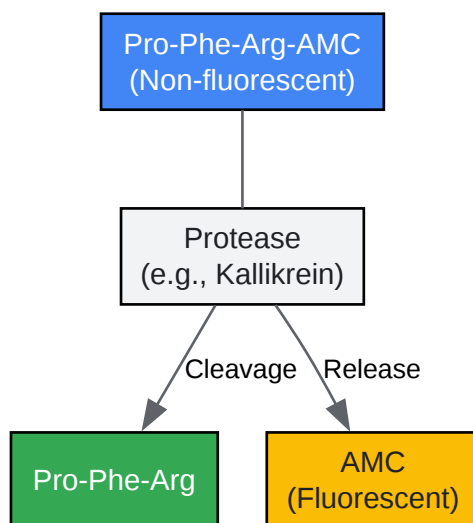 Pro-Phe-Arg-AMC
(Non-fluorescent)
Protease
(e.g., Kallikrein)
Cleavage
Release
Pro-Phe-Arg
AMC
(Fluorescent)